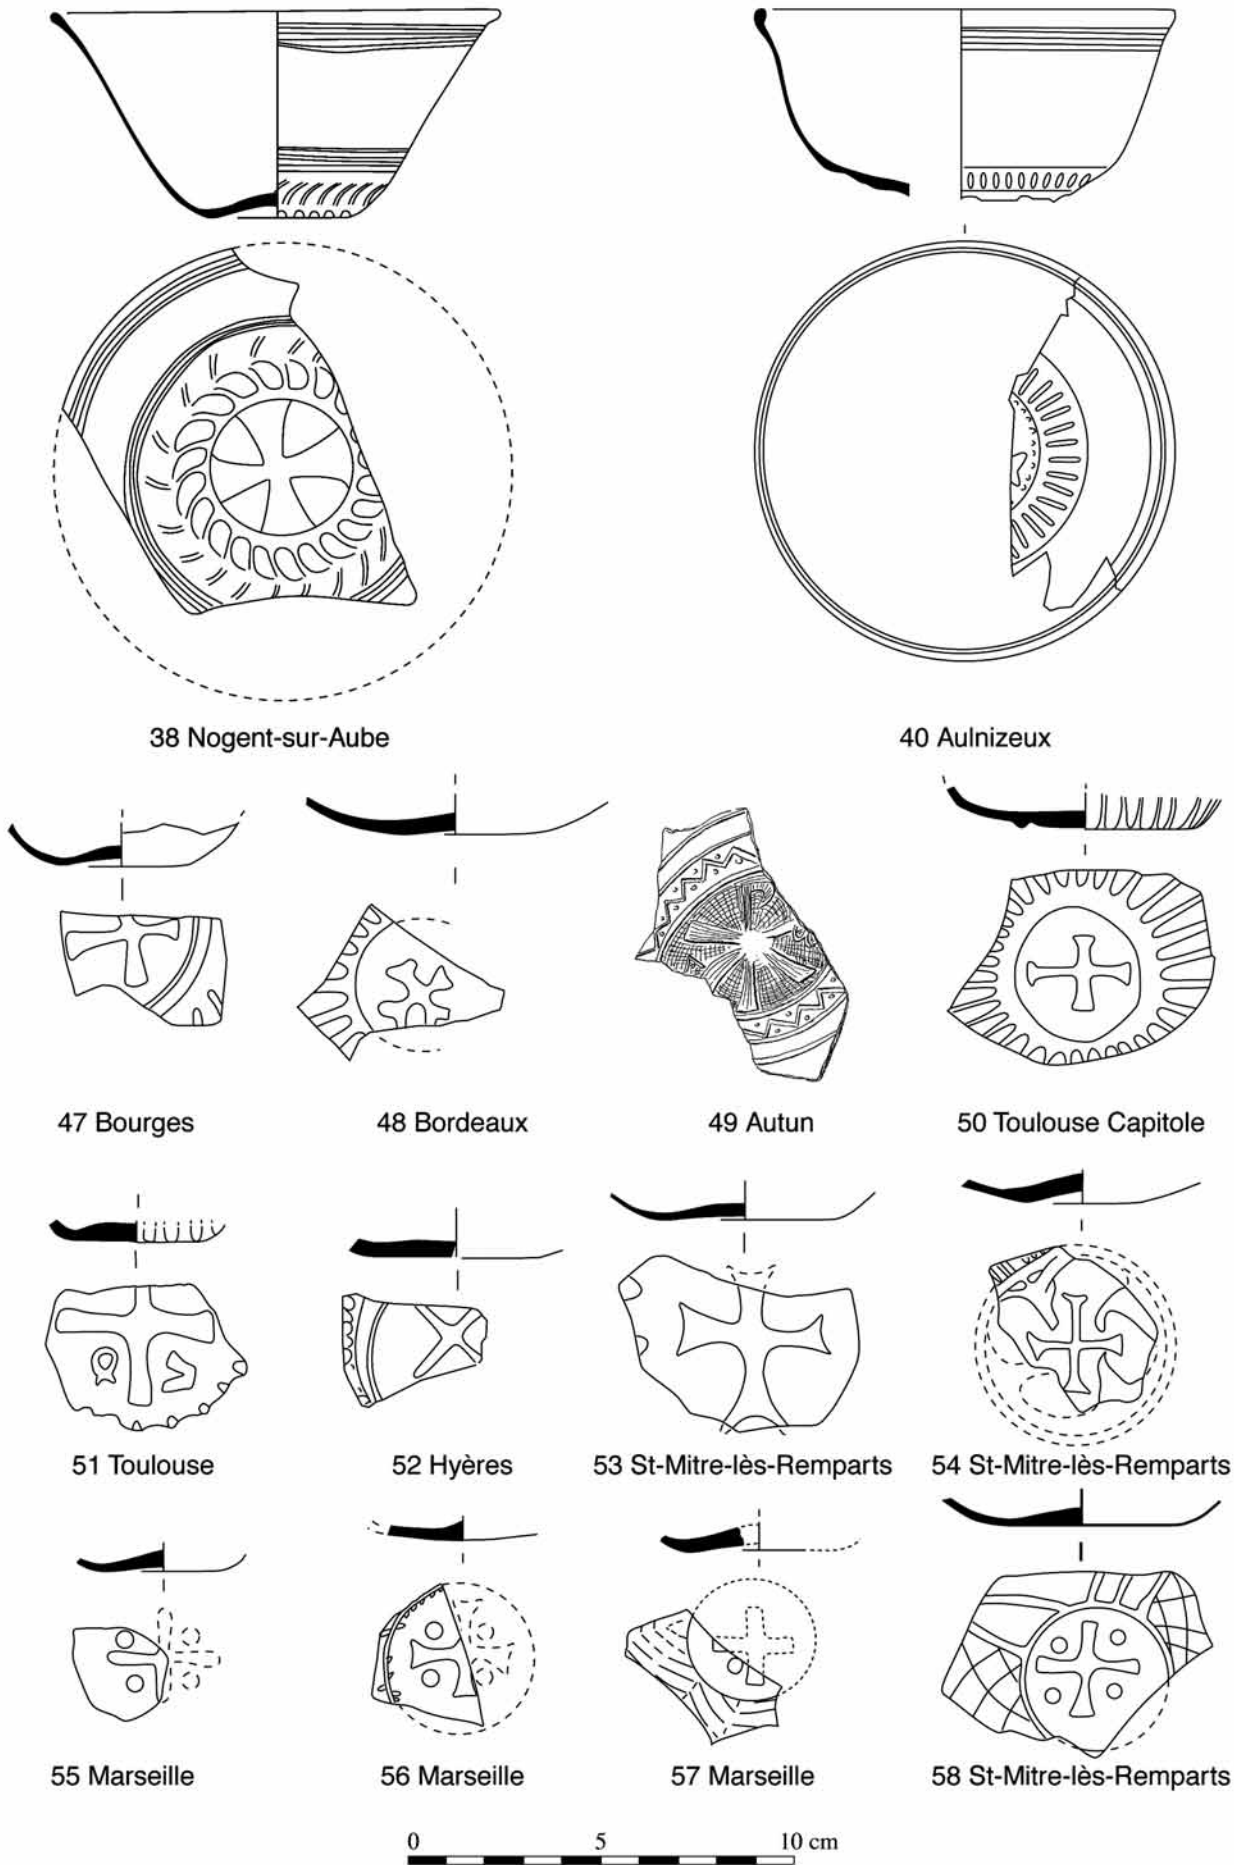 38 Nogent-sur-Aube
40 Aulnizeux
47 Bourges
48 Bordeaux
49 Autun
50 Toulouse Capitole
51 Toulouse
52 Hyères
53 St-Mitre-lès-Remparts
54 St-Mitre-lès-Remparts
55 Marseille
56 Marseille
57 Marseille
58 St-Mitre-lès-Remparts
0 5 10 cm